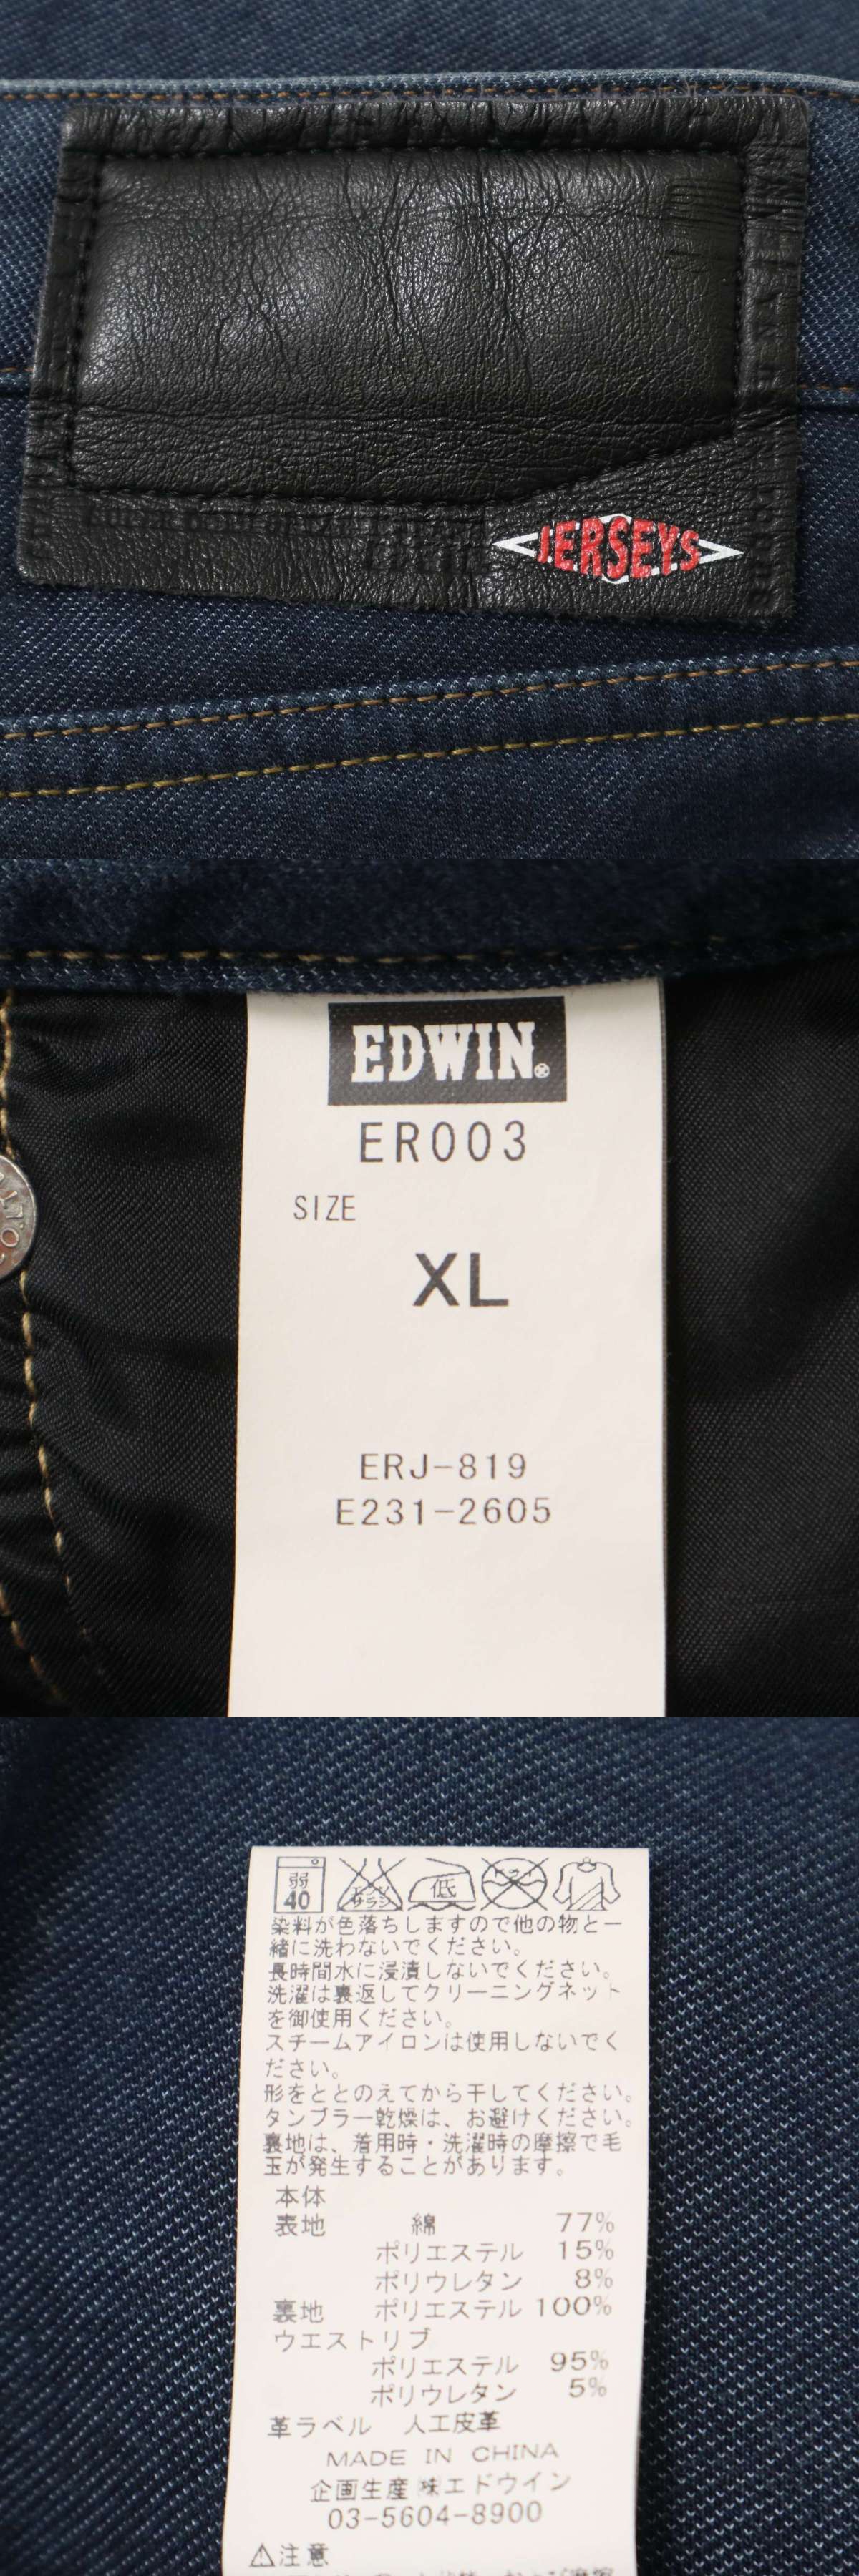 JERSEYS
EDWIN®
ER003
SIZE
XL
ERJ-819
E231-2605
弱
40
エンソ
サラシ
低
ドライ
染料が色落ちしますので他の物と一
緒に洗わないでください。
長時間水に浸漬しないでください。
洗濯は裏返してクリーニングネット
を御使用ください。
スチームアイロンは使用しないでく
ださい。
形をととのえてから干してください。
タンブラー乾燥は、お避けください。
裏地は、着用時・洗濯時の摩擦で毛
玉が発生することがあります。
本体
表地 綿 77%
ポリエステル 15%
ポリウレタン 8%
裏地 ポリエステル 100%
ウエストリブ
ポリエステル 95%
ポリウレタン 5%
革ラベル 人工皮革
MADE IN CHINA
企画生産 ㈱エドウイン
03-5604-8900
⚠注意